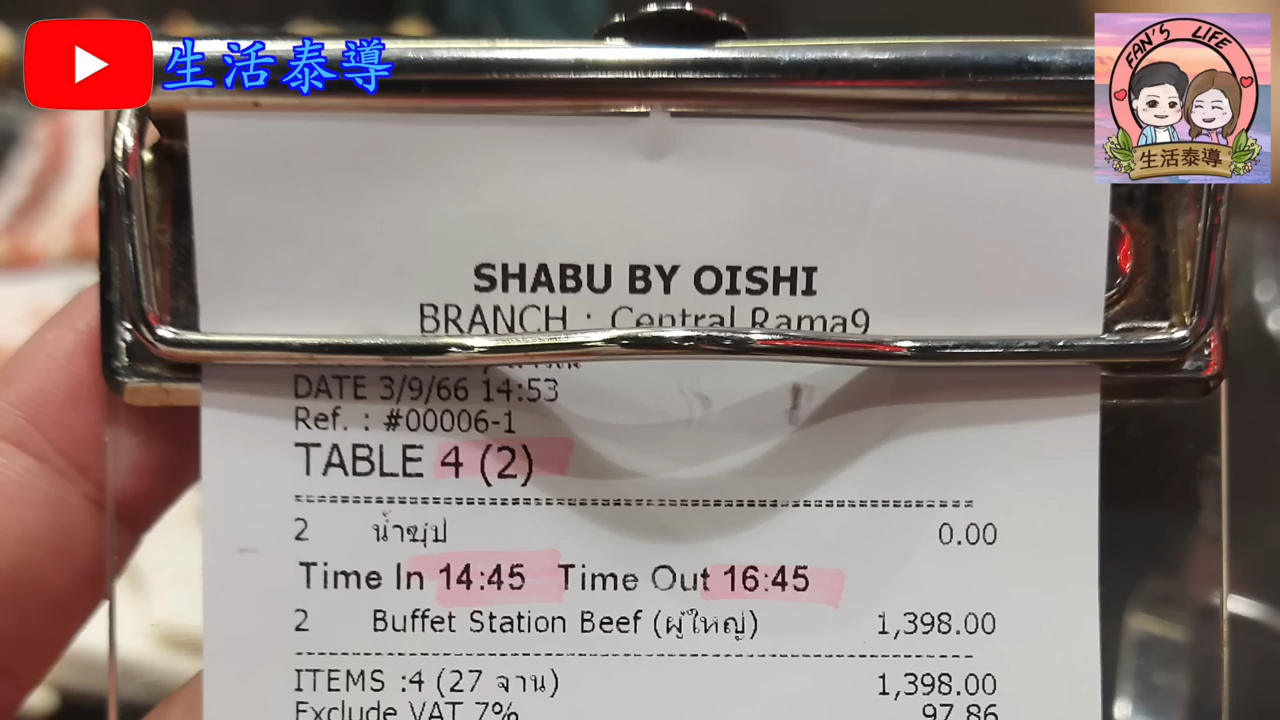 生活泰導
FAN'S LIFE
生活泰導
SHABU BY OISHI
BRANCH : Central Rama9
DATE 3/9/66 14:53
Ref. : #00006-1
TABLE 4 (2)
2 น้ำซุป 0.00
Time In 14:45 Time Out 16:45
2 Buffet Station Beef (ผู้ใหญ่) 1,398.00
ITEMS :4 (27 จาน) 1,398.00
Exclude VAT 7% 97.86